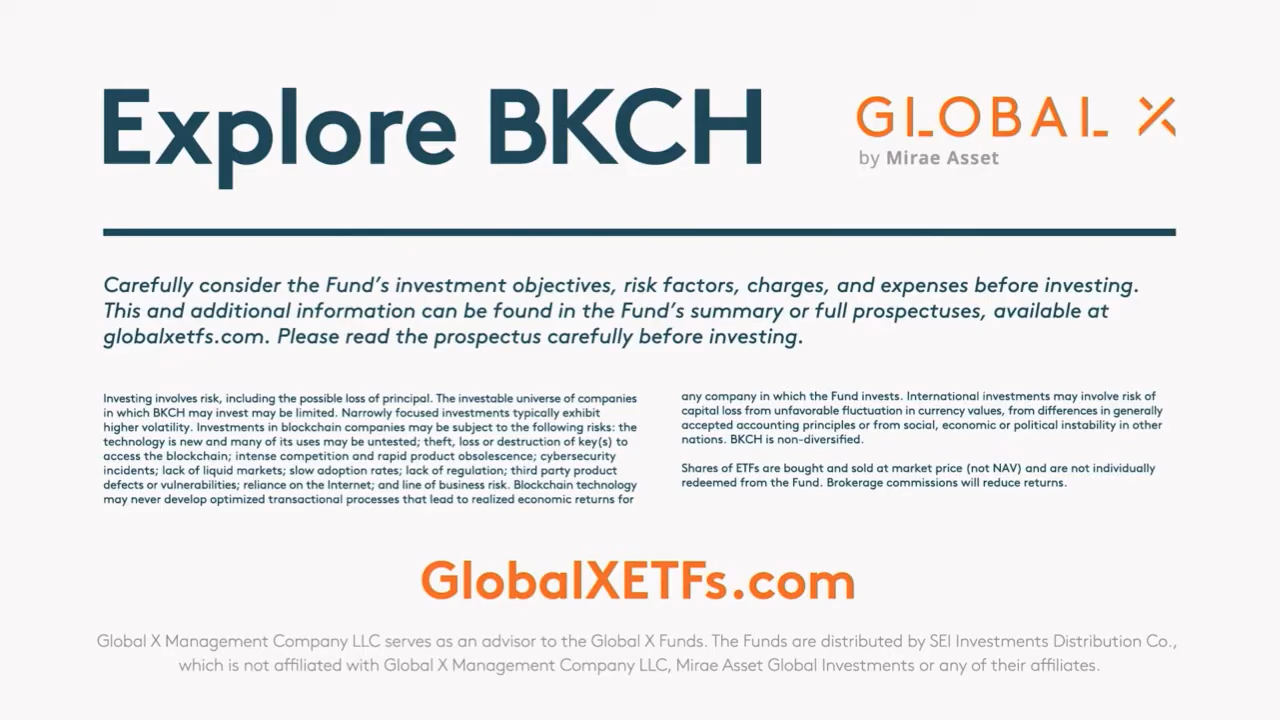 Explore BKCH
GLOBAL X
by Mirae Asset
Carefully consider the Fund's investment objectives, risk factors, charges, and expenses before investing.
This and additional information can be found in the Fund's summary or full prospectuses, available at
globalxetfs.com. Please read the prospectus carefully before investing.
Investing involves risk, including the possible loss of principal. The investable universe of companies
in which BKCH may invest may be limited. Narrowly focused investments typically exhibit
higher volatility. Investments in blockchain companies may be subject to the following risks: the
technology is new and many of its uses may be untested; theft, loss or destruction of key(s) to
access the blockchain; intense competition and rapid product obsolescence; cybersecurity
incidents; lack of liquid markets; slow adoption rates; lack of regulation; third party product
defects or vulnerabilities; reliance on the Internet; and line of business risk. Blockchain technology
may never develop optimized transactional processes that lead to realized economic returns for
any company in which the Fund invests. International investments may involve risk of
capital loss from unfavorable fluctuation in currency values, from differences in generally
accepted accounting principles or from social, economic or political instability in other
nations. BKCH is non-diversified.
Shares of ETFs are bought and sold at market price (not NAV) and are not individually
redeemed from the Fund. Brokerage commissions will reduce returns.
GlobalXETFs.com
Global X Management Company LLC serves as an advisor to the Global X Funds. The Funds are distributed by SEI Investments Distribution Co.,
which is not affiliated with Global X Management Company LLC, Mirae Asset Global Investments or any of their affiliates.